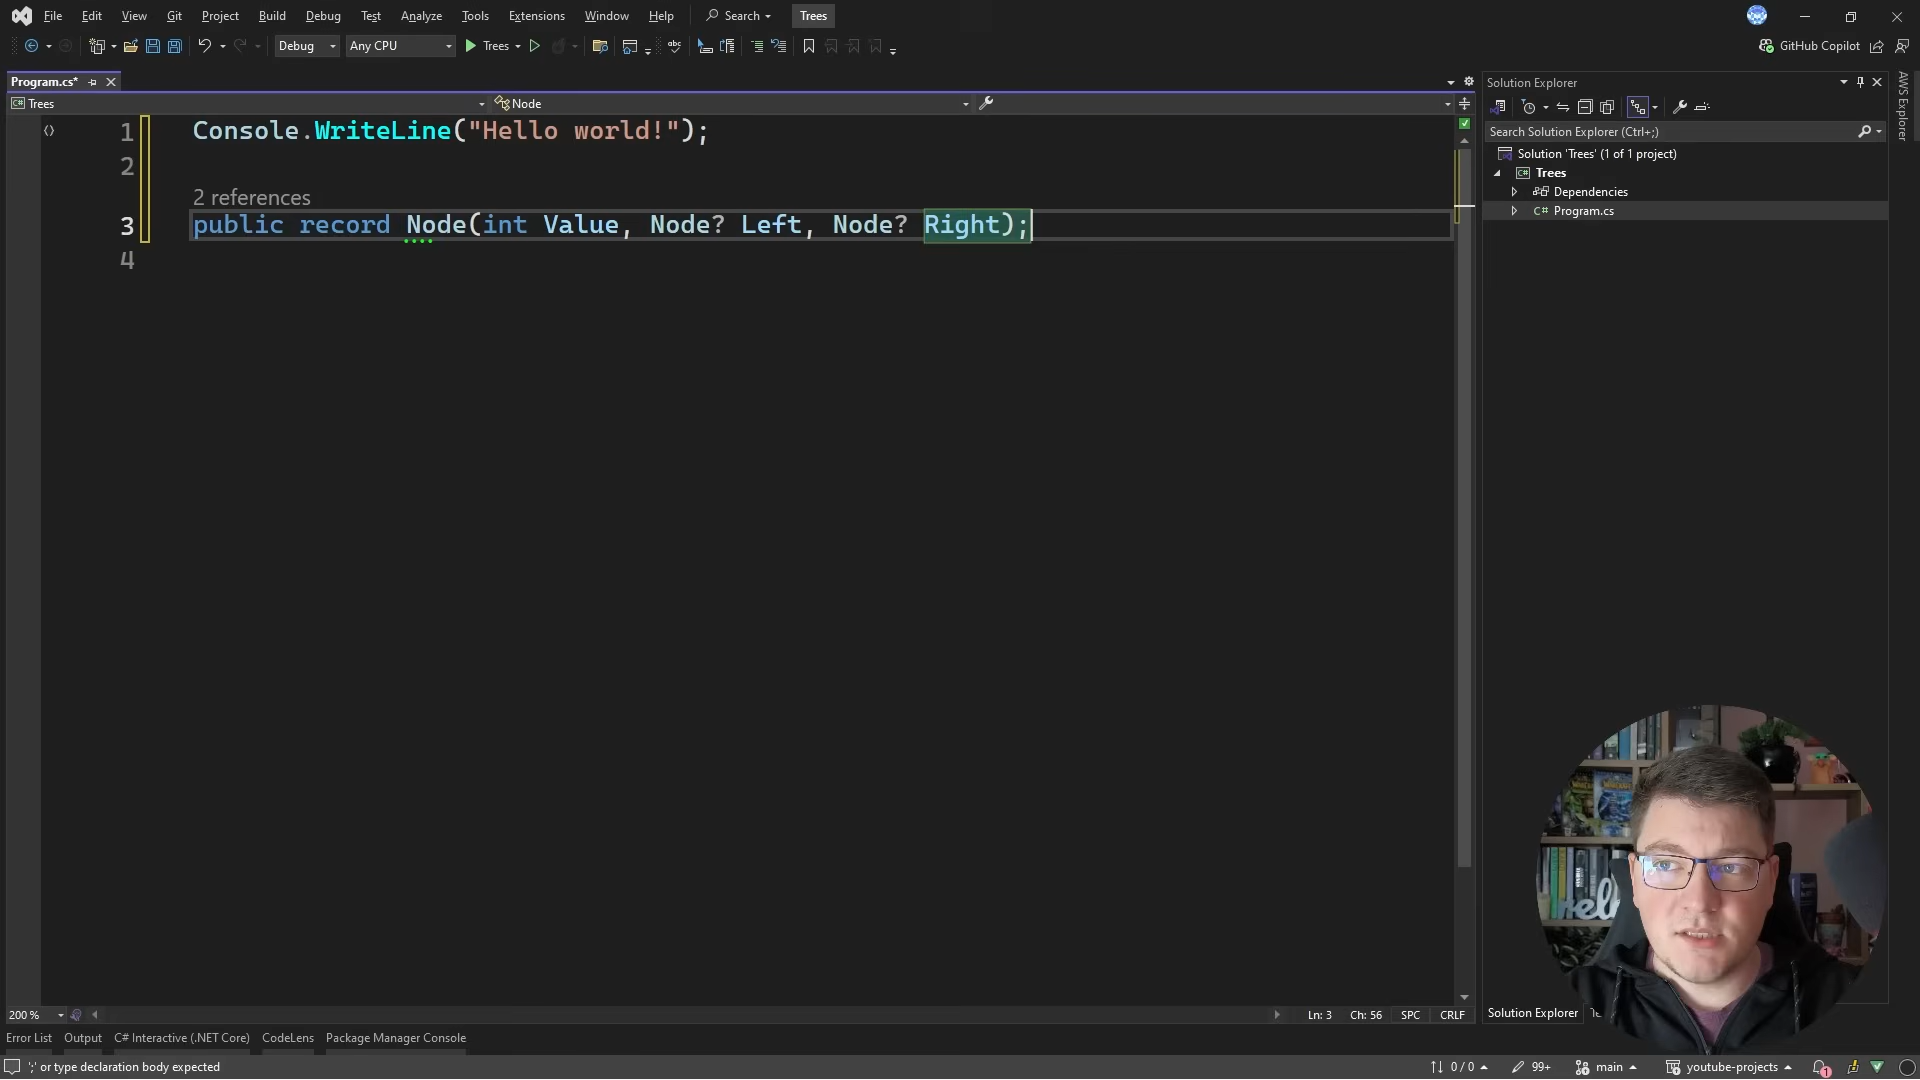 File Edit View Git Project Build Debug Test Analyze Tools Extensions Window Help Search Trees
Debug Any CPU Trees GitHub Copilot
Program.cs*
Trees Node
1 Console.WriteLine("Hello world!");
2
2 references
3 public record Node(int Value, Node? Left, Node? Right);
4
Solution Explorer
Search Solution Explorer (Ctrl+;)
Solution 'Trees' (1 of 1 project)
C# Trees
Dependencies
C# Program.cs
AWS Explorer
200 % Ln: 3 Ch: 56 SPC CRLF
Solution Explorer
Error List Output C# Interactive (.NET Core) CodeLens Package Manager Console
';' or type declaration body expected 0 / 0 99+ main youtube-projects 1